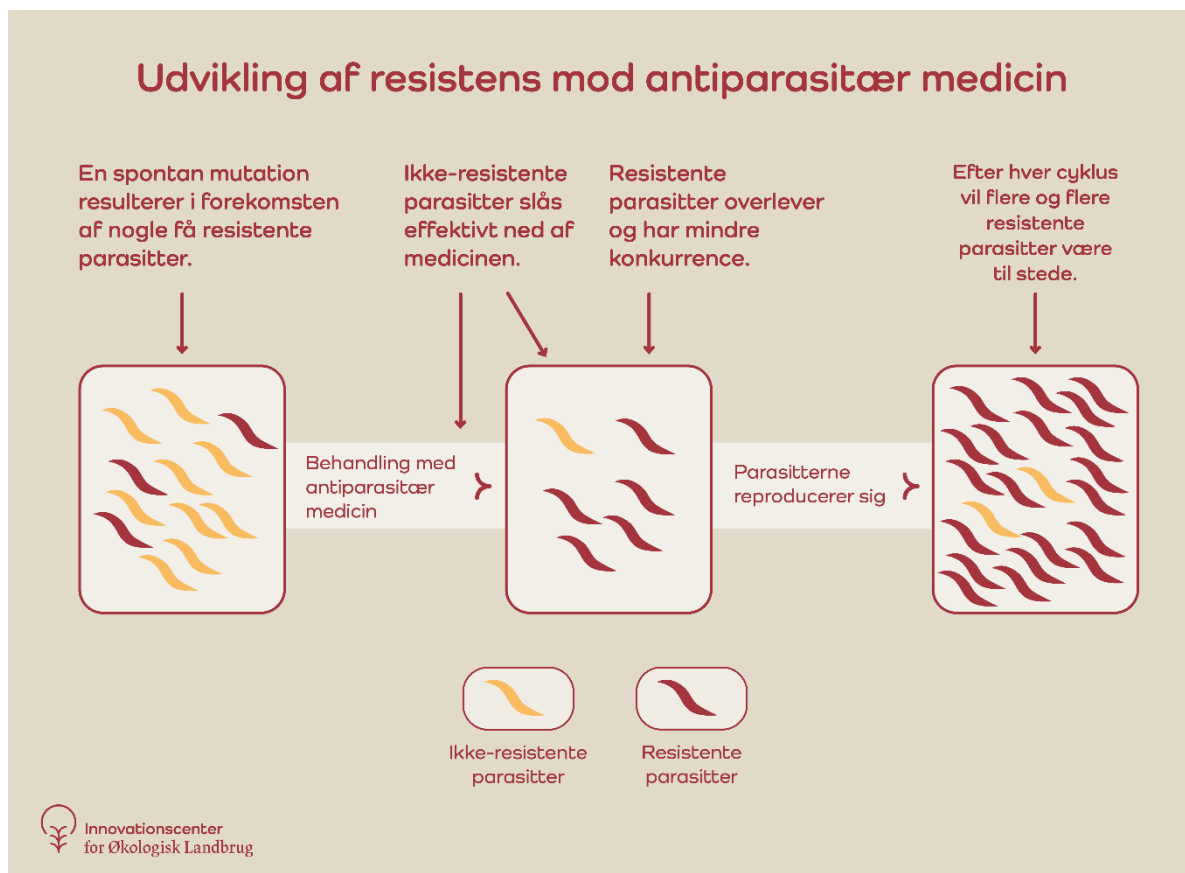 Udvikling af resistens mod antiparasitær medicin
En spontan mutation
resulterer i forekomsten
af nogle få resistente
parasitter.
Ikke-resistente
parasitter slås
effektivt ned af
medicinen.
Resistente
parasitter overlever
og har mindre
konkurrence.
Efter hver cyklus
vil flere og flere
resistente
parasitter være
til stede.
Behandling med
antiparasitær
medicin
Parasitterne
reproducerer sig
Ikke-resistente
parasitter
Resistente
parasitter
Innovationscenter
for Økologisk Landbrug